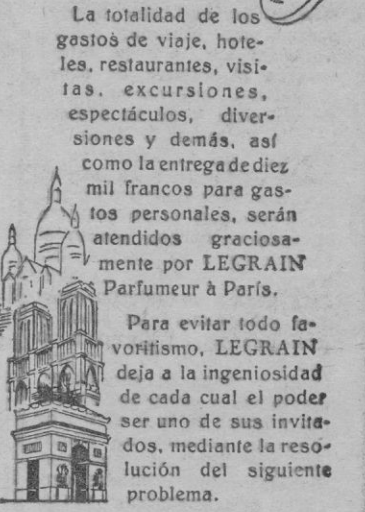 La totalidad de los
gastos de viaje, hote-
les, restaurantes, visi-
tas, excursiones,
espectáculos, diver-
siones y demás, así
como la entrega de diez
mil francos para gas-
tos personales, serán
atendidos graciosa-
mente por LEGRAIN
Parfumeur à París.
Para evitar todo fa-
voritismo, LEGRAIN
deja a la ingeniosidad
de cada cual el poder
ser uno de sus invita-
dos, mediante la reso-
lución del siguiente
problema.